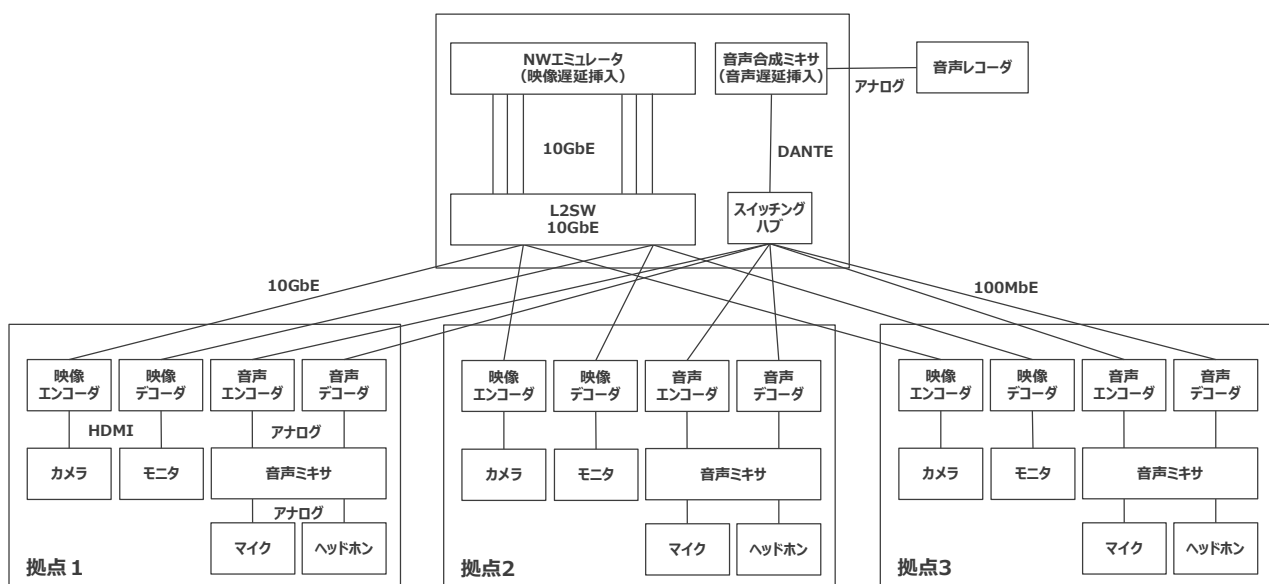 NWエミュレータ
（映像遅延挿入）
音声合成ミキサ
（音声遅延挿入）
音声レコーダ
アナログ
10GbE
DANTE
L2SW
10GbE
スイッチング
ハブ
10GbE
100MbE
映像
エンコーダ
映像
デコーダ
音声
エンコーダ
音声
デコーダ
HDMI
アナログ
カメラ
モニタ
音声ミキサ
アナログ
マイク
ヘッドホン
拠点１
映像
エンコーダ
映像
デコーダ
音声
エンコーダ
音声
デコーダ
カメラ
モニタ
音声ミキサ
マイク
ヘッドホン
拠点2
映像
エンコーダ
映像
デコーダ
音声
エンコーダ
音声
デコーダ
カメラ
モニタ
音声ミキサ
マイク
ヘッドホン
拠点3